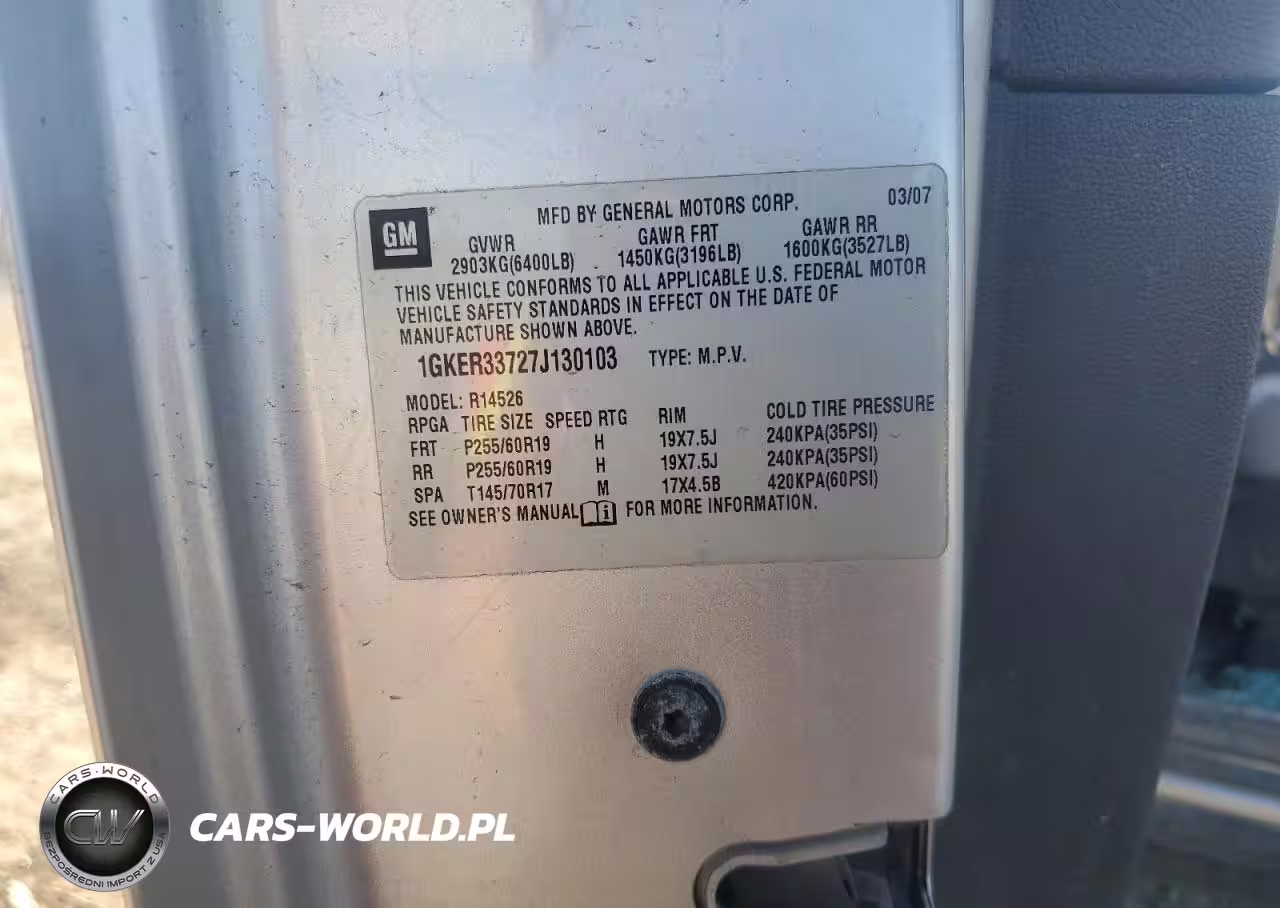 GM ®
MFD BY GENERAL MOTORS CORP. 03/07
GVWR GAWR FRT GAWR RR
2903KG(6400LB) 1450KG(3196LB) 1600KG(3527LB)
THIS VEHICLE CONFORMS TO ALL APPLICABLE U.S. FEDERAL MOTOR
VEHICLE SAFETY STANDARDS IN EFFECT ON THE DATE OF
MANUFACTURE SHOWN ABOVE.
1GKER33727J130103 TYPE: M.P.V.
MODEL: R14526
RPGA TIRE SIZE SPEED RTG RIM COLD TIRE PRESSURE
FRT P255/60R19 H 19X7.5J 240KPA(35PSI)
RR P255/60R19 H 19X7.5J 240KPA(35PSI)
SPA T145/70R17 M 17X4.5B 420KPA(60PSI)
SEE OWNER'S MANUAL i FOR MORE INFORMATION.
CARS-WORLD
CW
BEZPOŚREDNI IMPORT Z USA
CARS-WORLD.PL